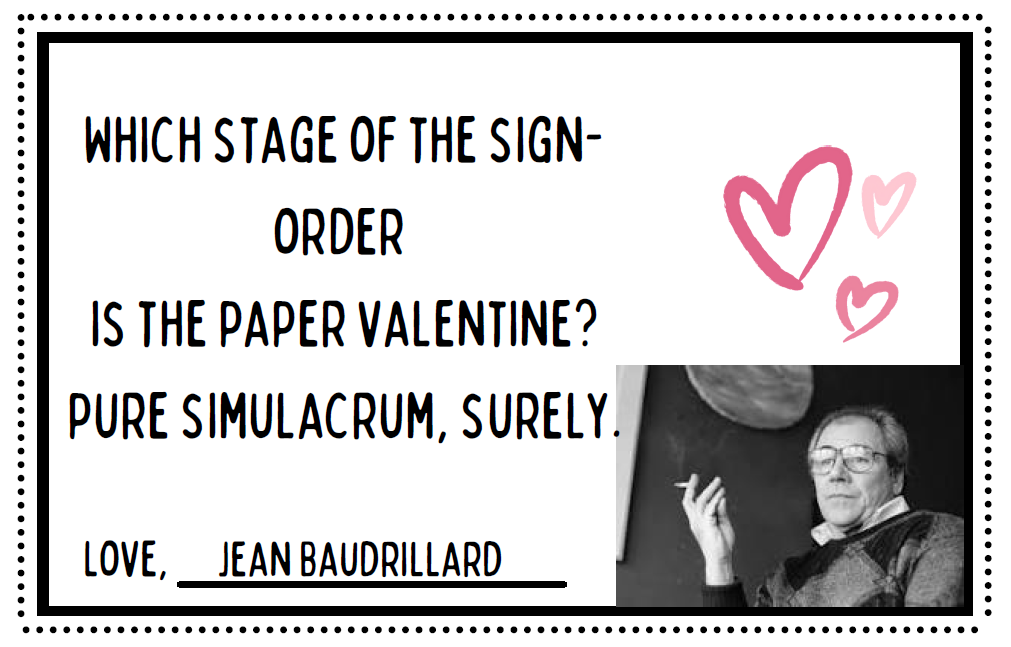 WHICH STAGE OF THE SIGN-
ORDER
IS THE PAPER VALENTINE?
PURE SIMULACRUM, SURELY.
LOVE, JEAN BAUDRILLARD